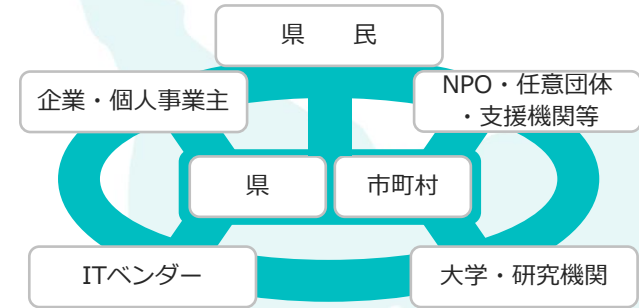 県　　民
企業・個人事業主
NPO・任意団体
・支援機関等
県
市町村
ITベンダー
大学・研究機関